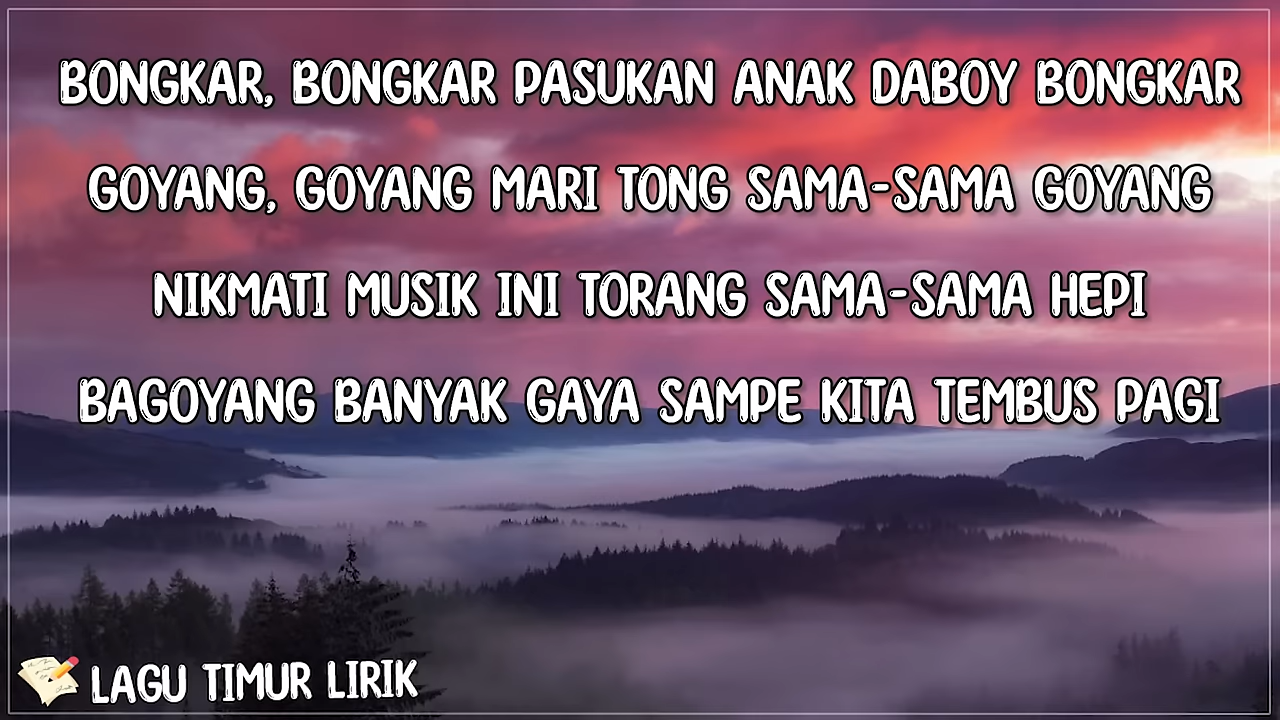 BONGKAR, BONGKAR PASUKAN ANAK DABOY BONGKAR
GOYANG, GOYANG MARI TONG SAMA-SAMA GOYANG
NIKMATI MUSIK INI TORANG SAMA-SAMA HEPI
BAGOYANG BANYAK GAYA SAMPE KITA TEMBUS PAGI
LAGU TIMUR LIRIK